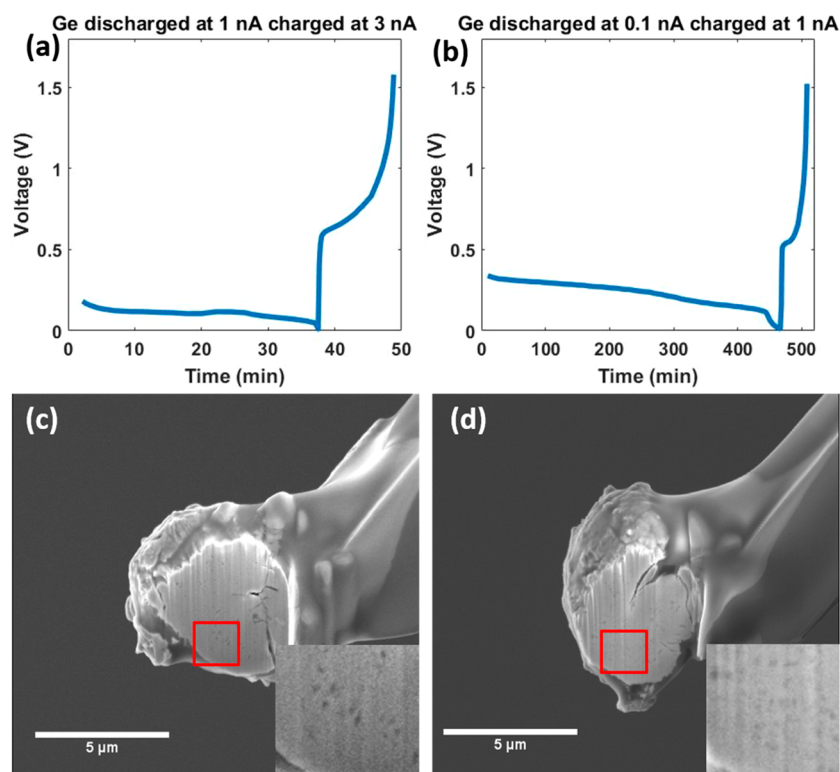 Ge discharged at 1 nA charged at 3 nA
(a)
Voltage (V)
1.5
1
0.5
0
0 10 20 30 40 50
Time (min)
Ge discharged at 0.1 nA charged at 1 nA
(b)
Voltage (V)
1.5
1
0.5
0
0 100 200 300 400 500
Time (min)
(c)
5 µm
(d)
5 µm